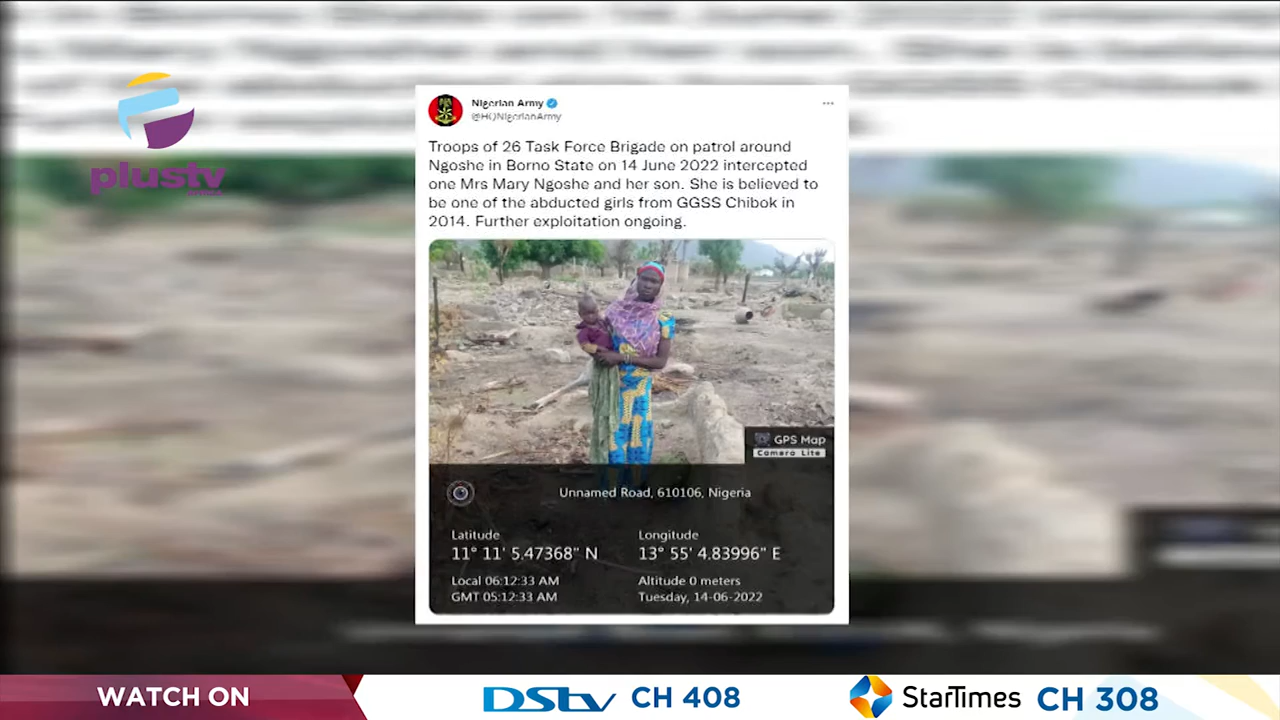 plustv
Nigerian Army
@HQNigerianArmy
Troops of 26 Task Force Brigade on patrol around
Ngoshe in Borno State on 14 June 2022 intercepted
one Mrs Mary Ngoshe and her son. She is believed to
be one of the abducted girls from GGSS Chibok in
2014. Further exploitation ongoing.
GPS Map
Camera Lite
Unnamed Road, 610106, Nigeria
Latitude
11° 11' 5.47368" N
Longitude
13° 55' 4.83996" E
Local 06:12:33 AM
GMT 05:12:33 AM
Altitude 0 meters
Tuesday, 14-06-2022
WATCH ON
DStv CH 408
StarTimes CH 308